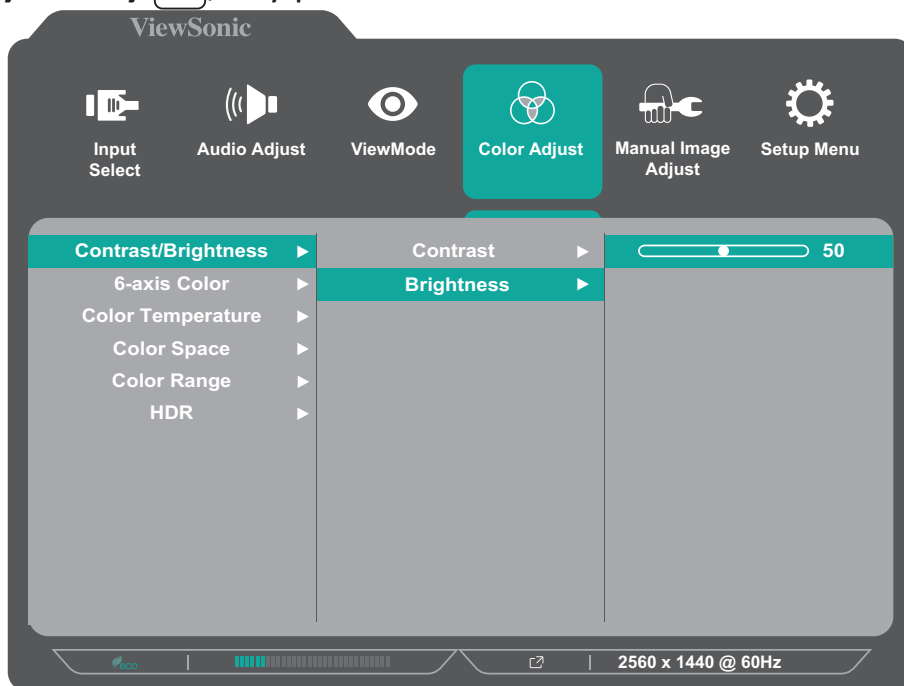 ViewSonic
Input
Select
Audio Adjust
ViewMode
Color Adjust
Manual Image
Adjust
Setup Menu
Contrast/Brightness
Contrast
50
6-axis Color
Brightness
Color Temperature
Color Space
Color Range
HDR
eco
2560 x 1440 @ 60Hz